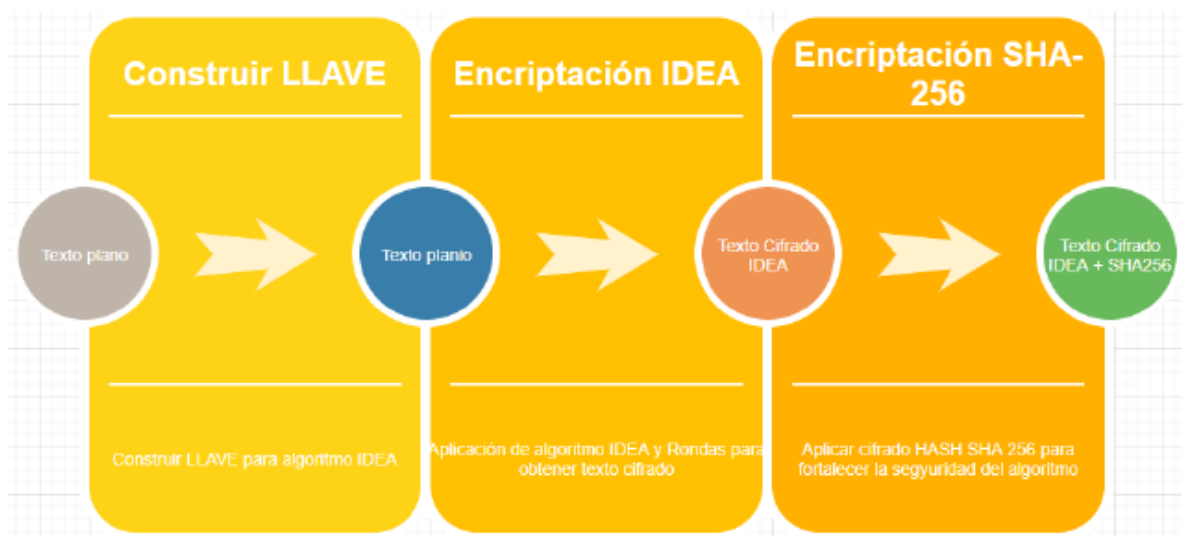 Construir LLAVE
Encriptación IDEA
Encriptación SHA-
256
Texto plano
Texto planio
Texto Cifrado
IDEA
Texto Cifrado
IDEA + SHA256
Construir LLAVE para algoritmo IDEA
Aplicación de algoritmo IDEA y Rondas para
obtener texto cifrado
Aplicar cifrado HASH SHA 256 para
fortalecer la segyuridad del algoritmo